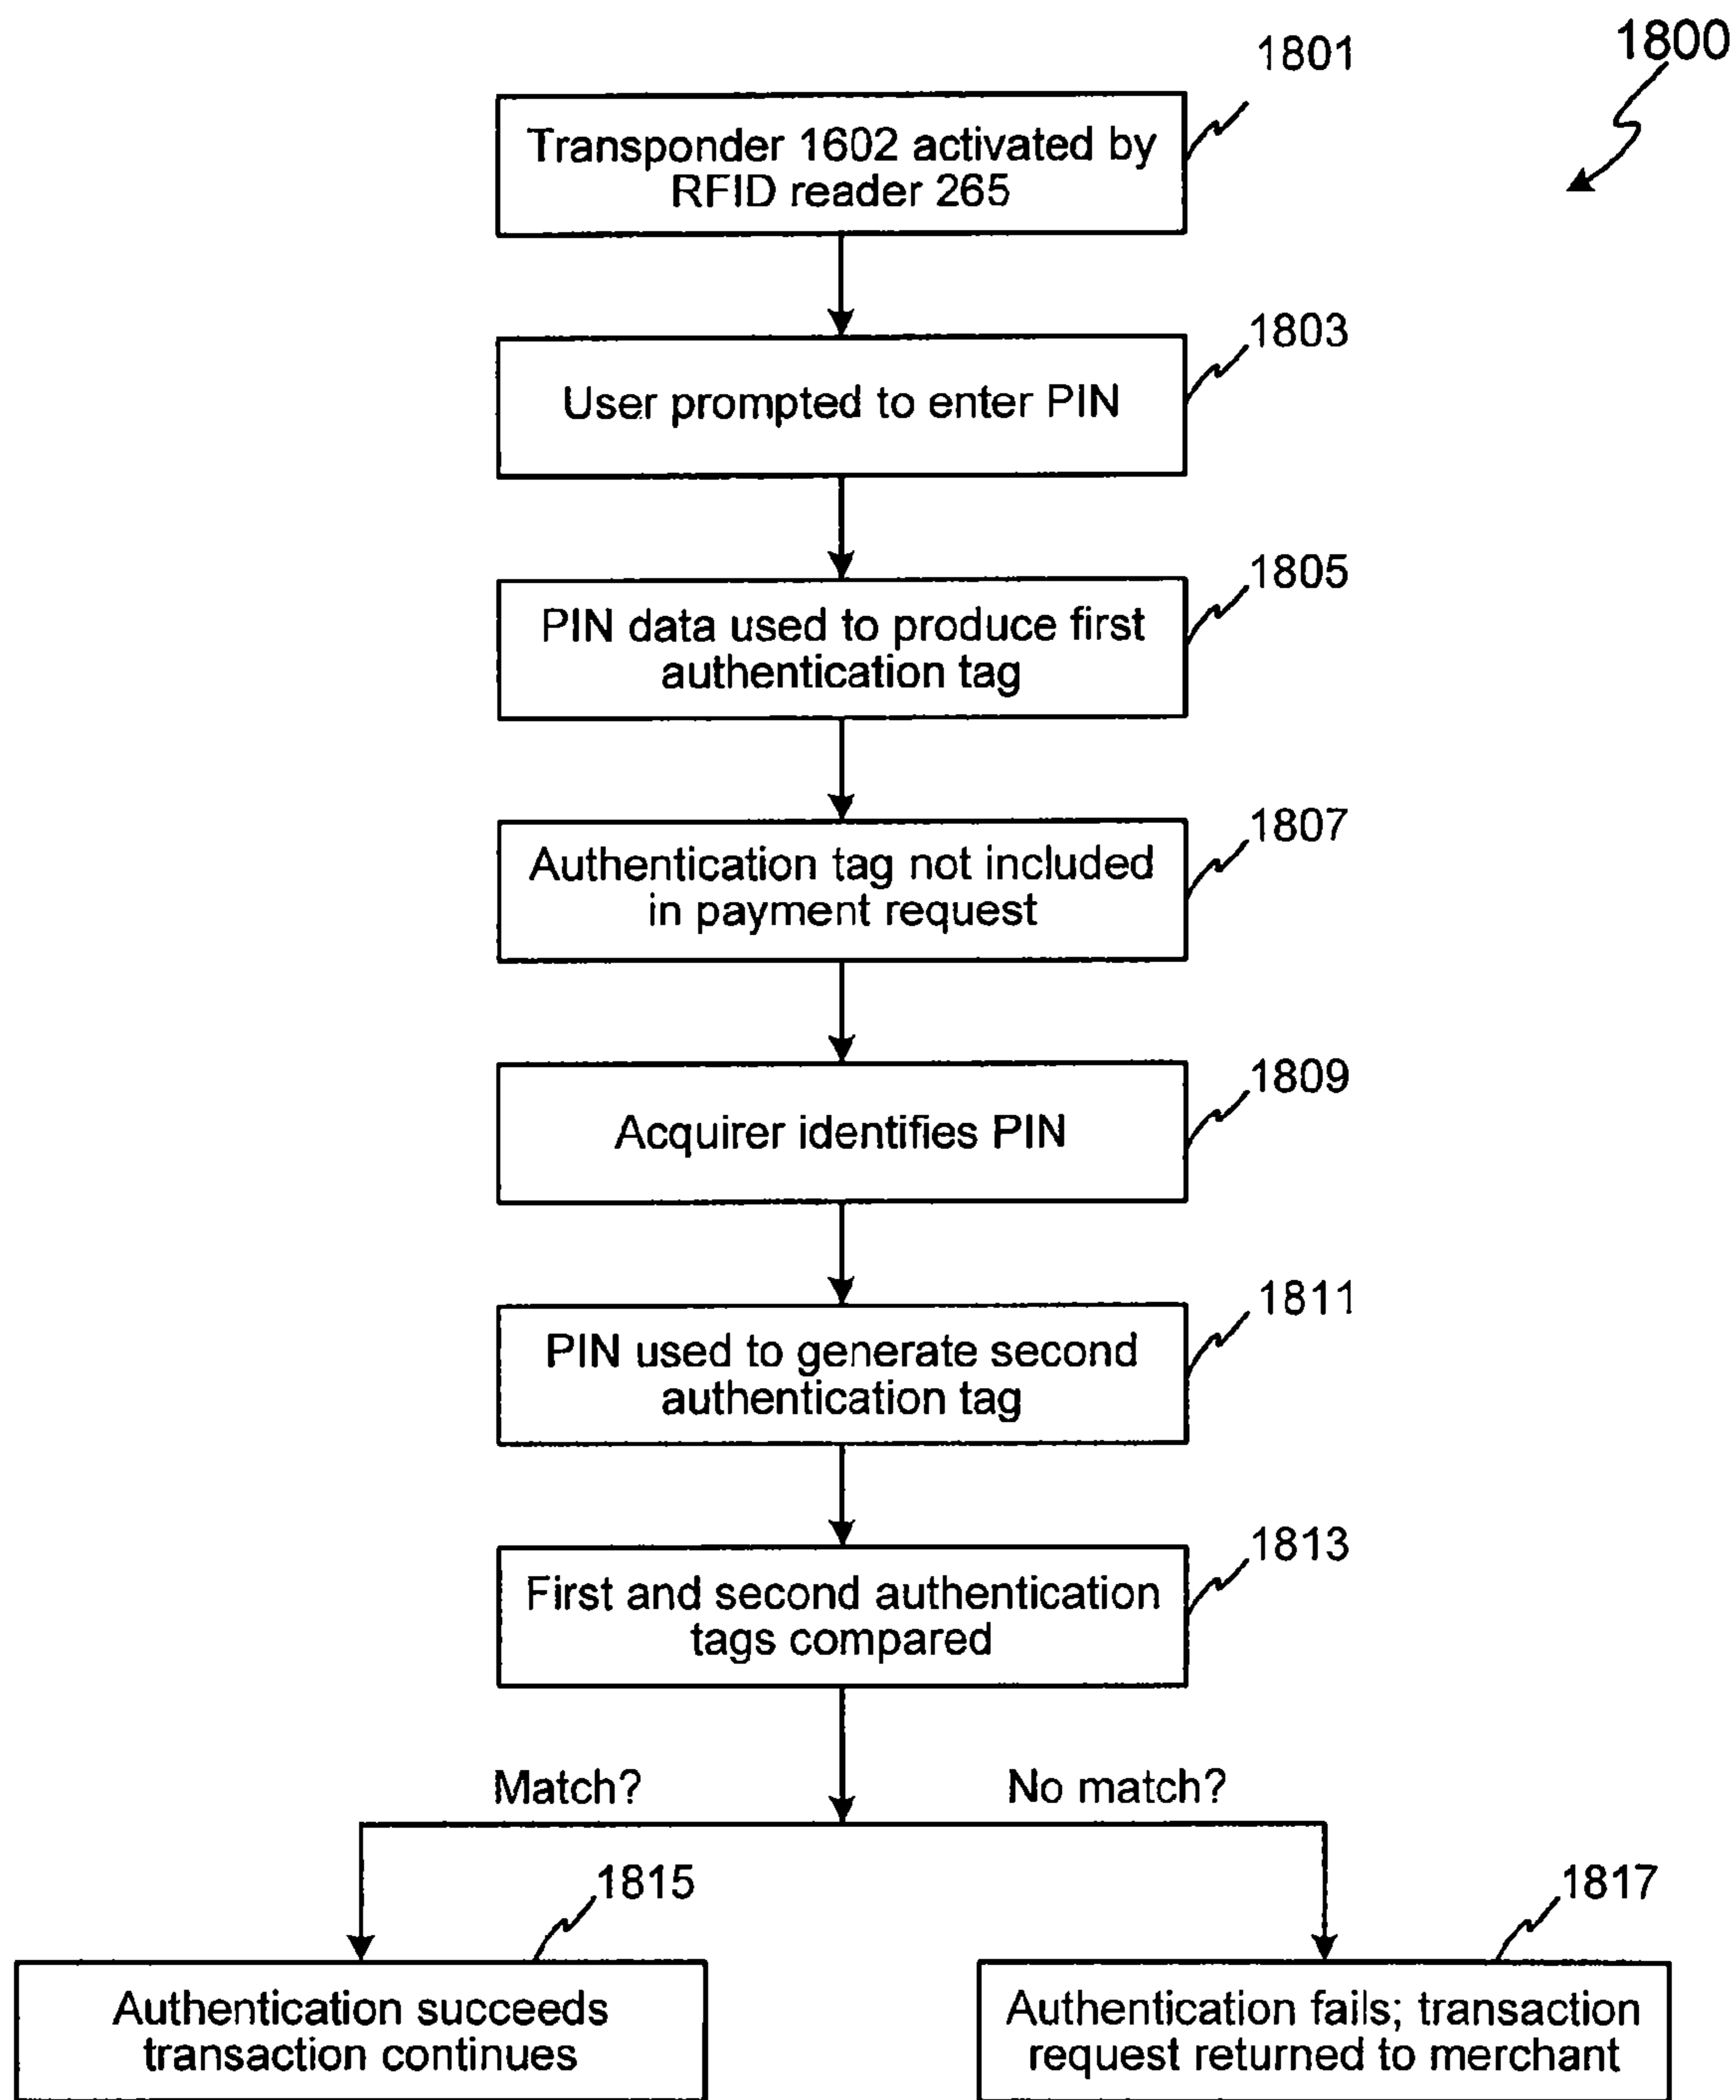 1800
1801
Transponder 1602 activated by
RFID reader 265
1803
User prompted to enter PIN
1805
PIN data used to produce first
authentication tag
1807
Authentication tag not included
in payment request
1809
Acquirer identifies PIN
1811
PIN used to generate second
authentication tag
1813
First and second authentication
tags compared
Match?
No match?
1815
Authentication succeeds
transaction continues
1817
Authentication fails; transaction
request returned to merchant